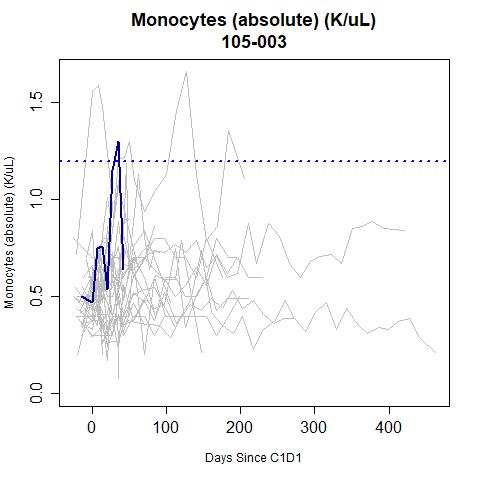 Monocytes (absolute) (K/uL)
105-003
Monocytes (absolute) (K/uL)
1.5
1.0
0.5
0.0
0 100 200 300 400
Days Since C1D1